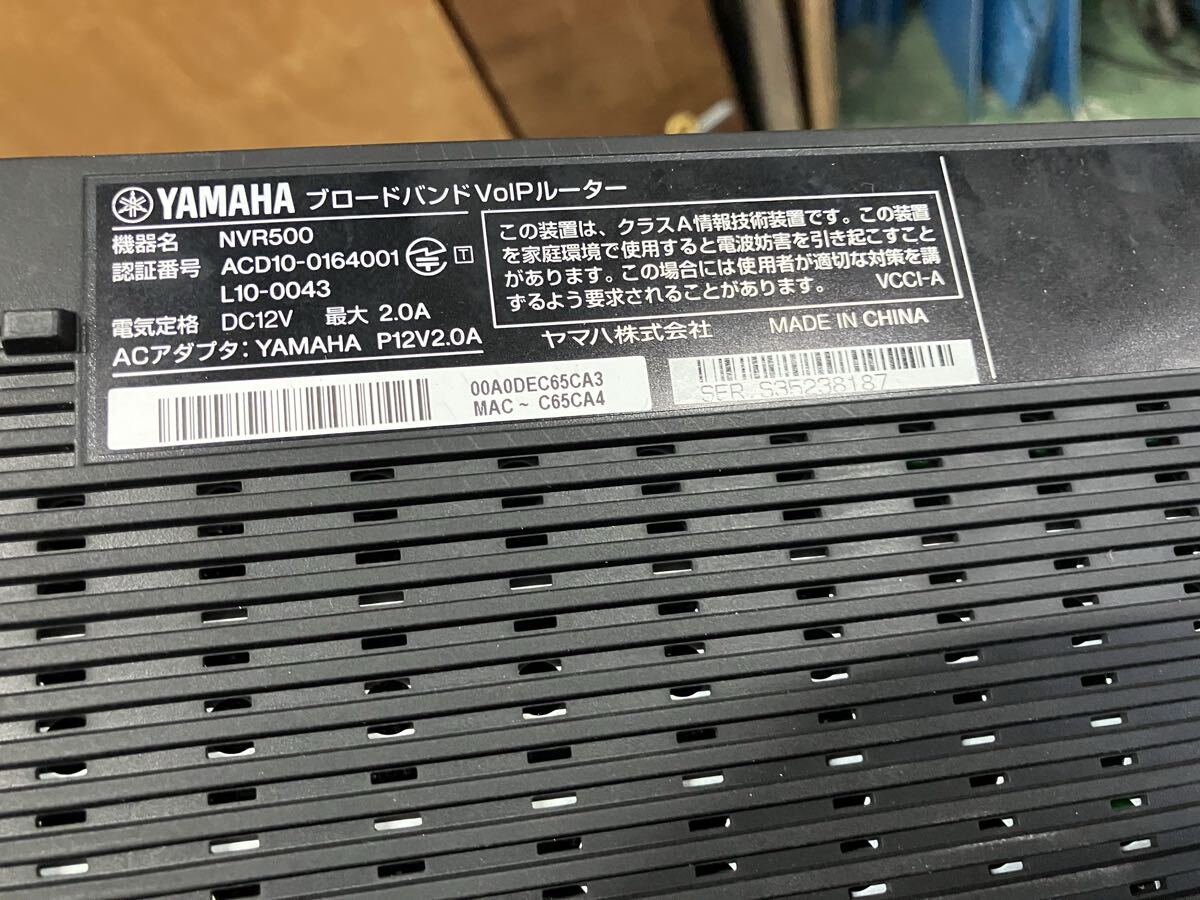 YAMAHA ブロードバンドVoIPルーター
機器名 NVR500
認証番号 ACD10-0164001 T
L10-0043
電気定格 DC12V 最大 2.0A
ACアダプタ:YAMAHA P12V2.0A
この装置は、クラスA情報技術装置です。この装置
を家庭環境で使用すると電波妨害を引き起こすこと
があります。この場合には使用者が適切な対策を講
ずるよう要求されることがあります。 VCCI-A
ヤマハ株式会社 MADE IN CHINA
00A0DEC65CA3
MAC ~ C65CA4
SER. S35238187